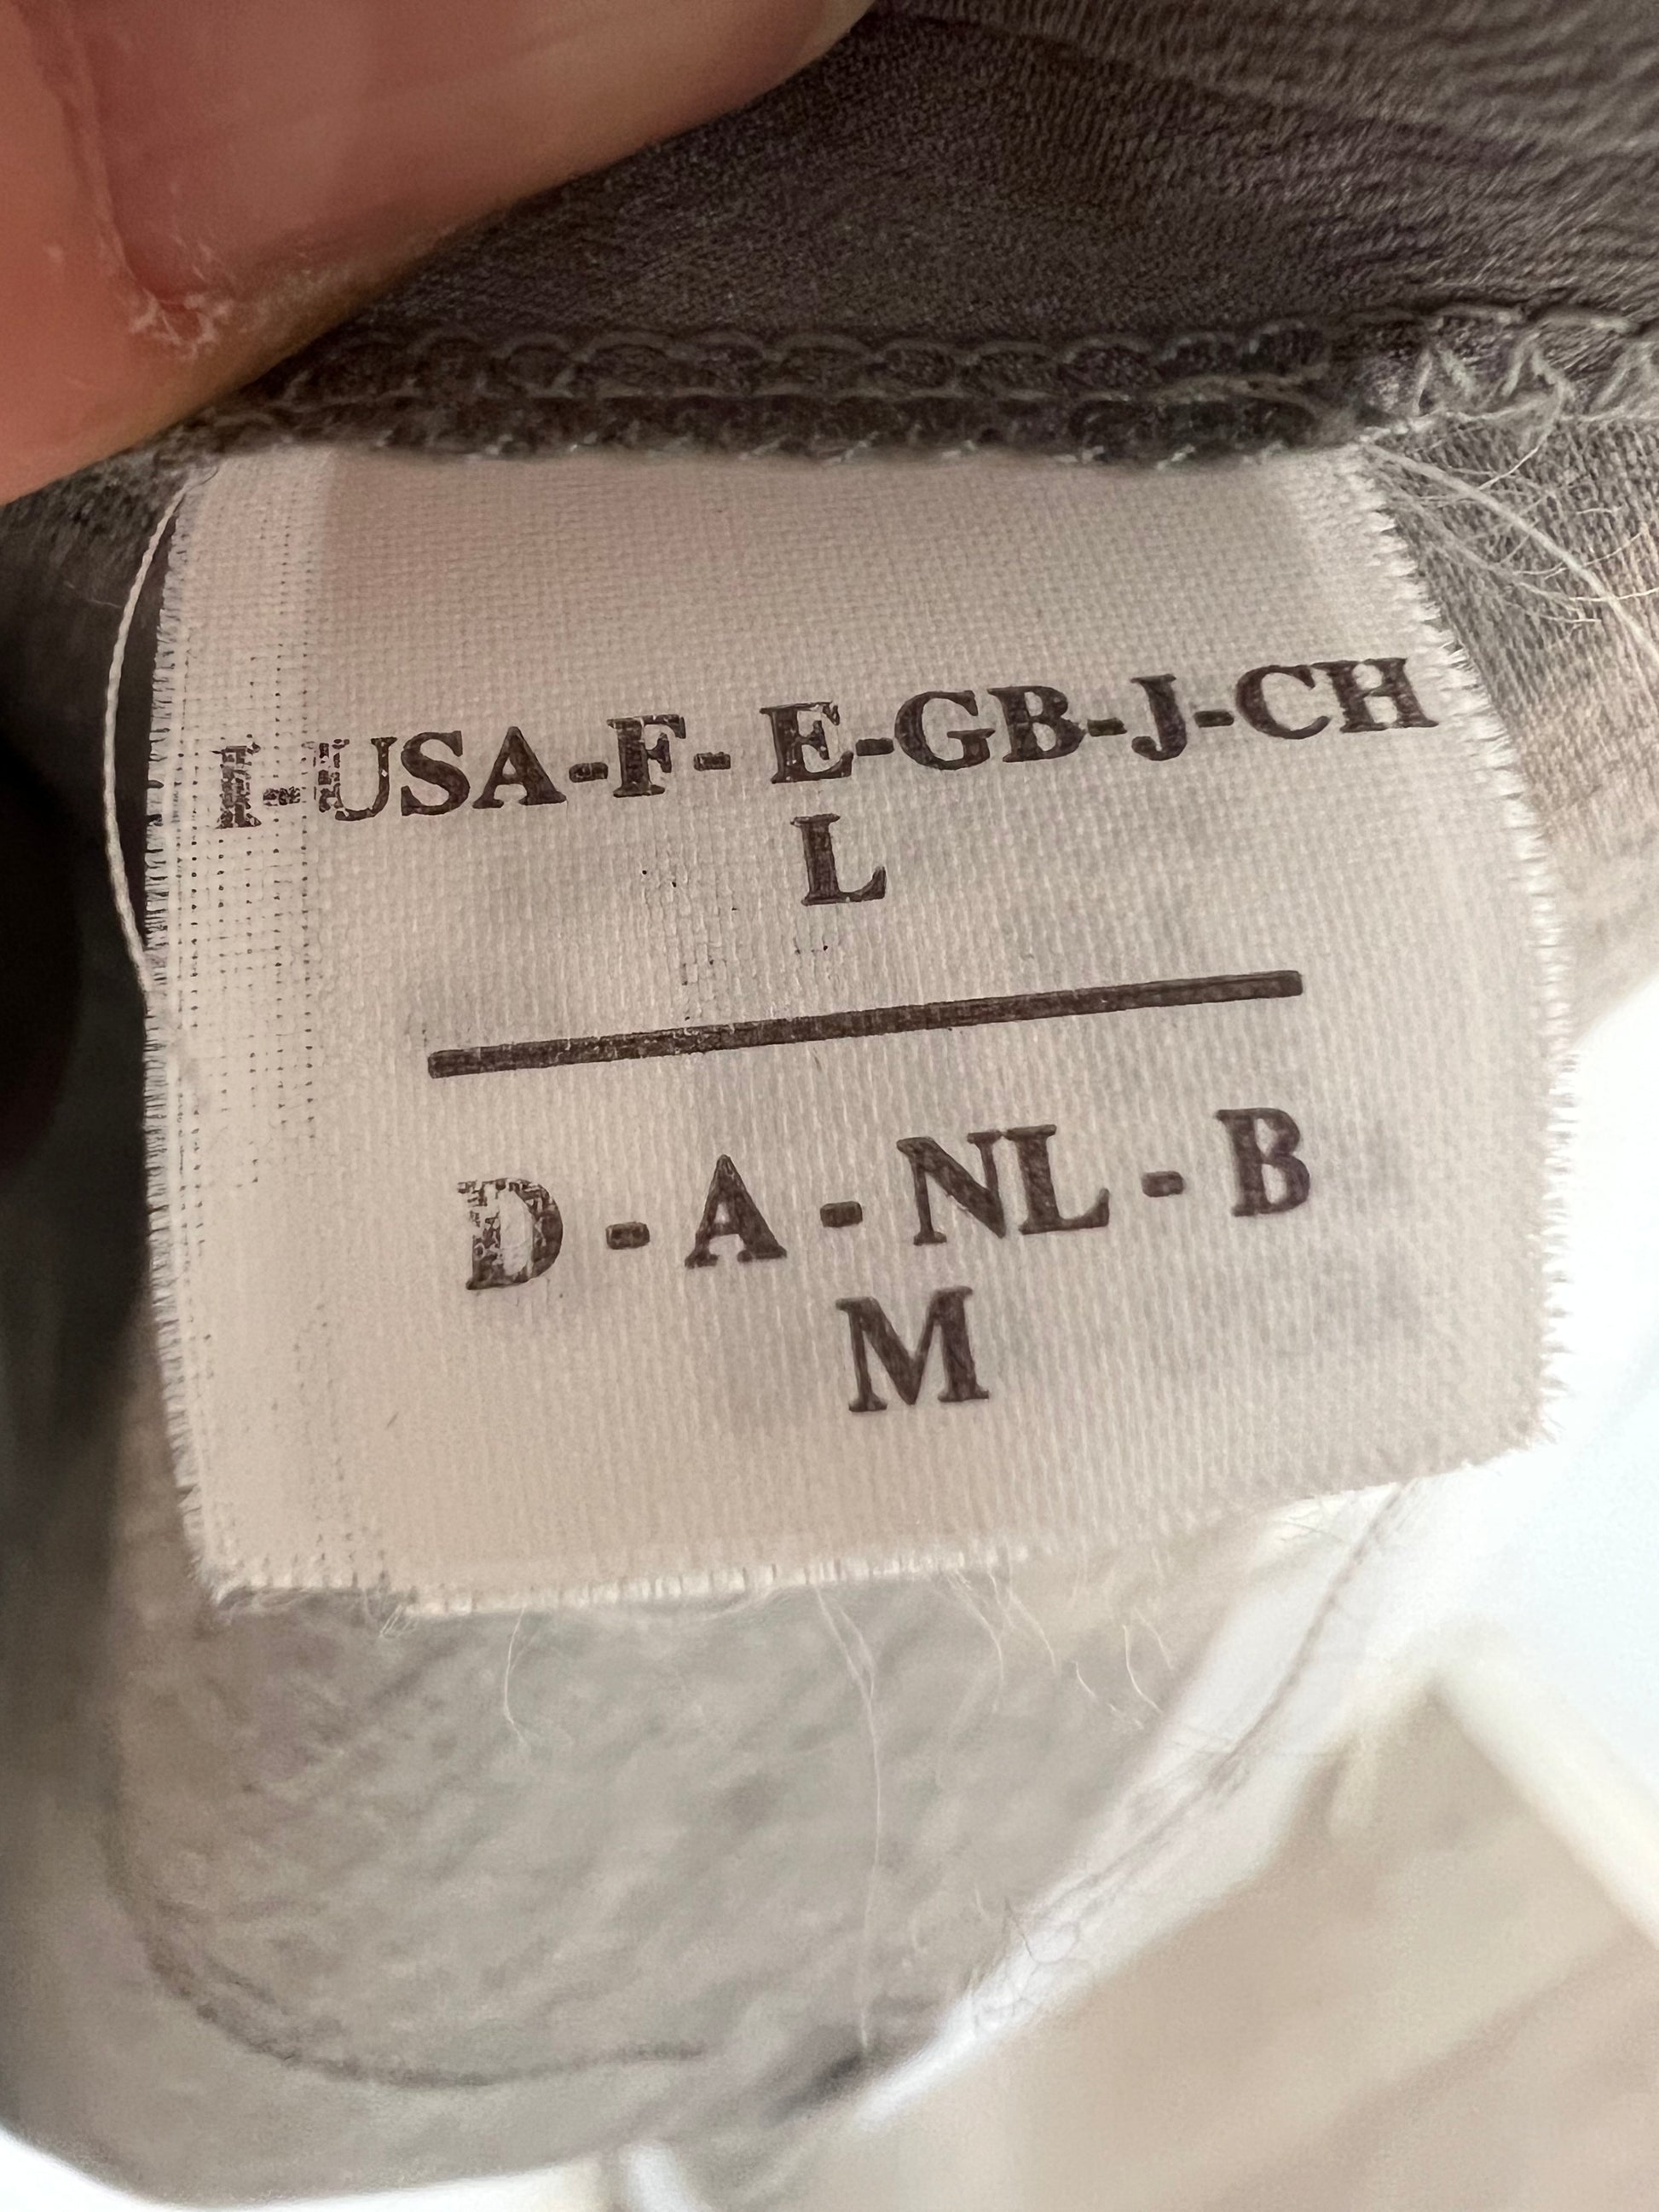 I-USA-F- E-GB-J-CH
L
D - A - NL - B
M